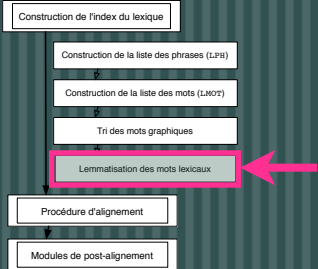 Construction de l'index du lexique
Construction de la liste des phrases (LPH)
Construction de la liste des mots (LMOT)
Tri des mots graphiques
Lemmatisation des mots lexicaux
Procédure d'alignement
Modules de post-alignement